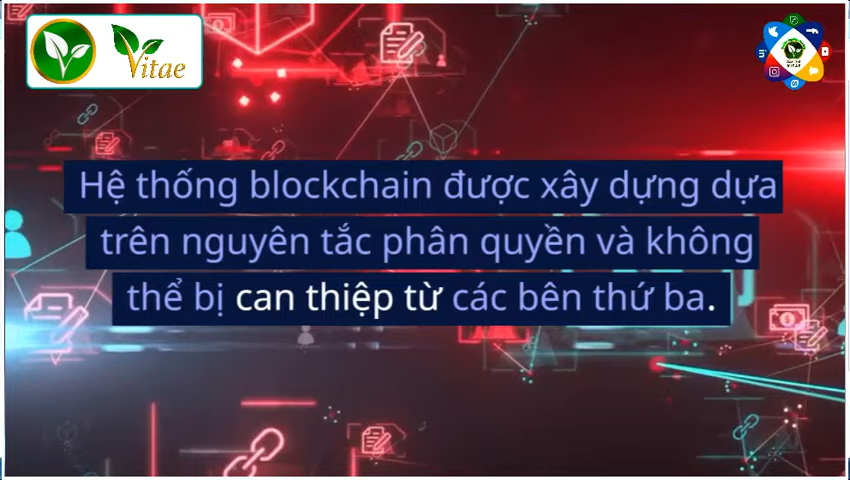 Vitae
Hệ thống blockchain được xây dựng dựa
trên nguyên tắc phân quyền và không
thể bị can thiệp từ các bên thứ ba.